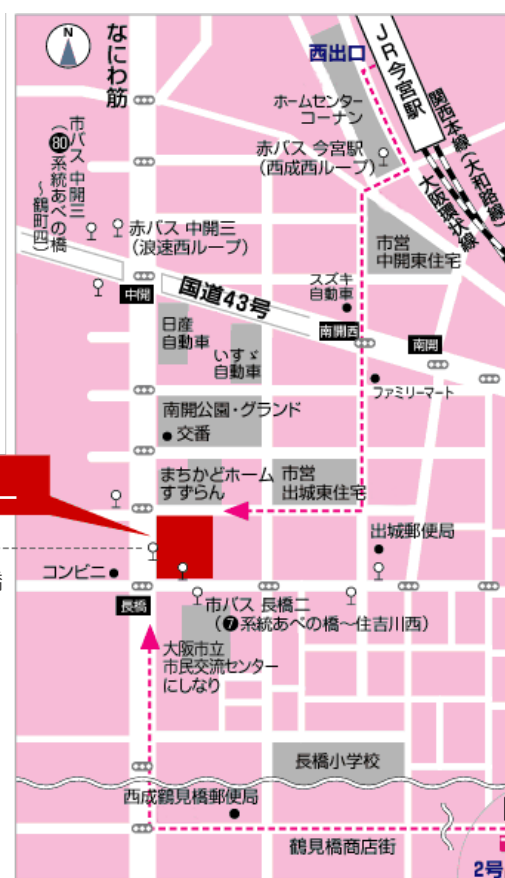 N
なにわ筋
西出口
JR今宮駅
ホームセンター
コーナン
関西本線(大和路線)
大阪環状線
赤バス 今宮駅
(西成西ループ)
市バス 中開三
(80系統あべの橋
~鶴町四)
赤バス 中開三
(浪速西ループ)
市営
中開東住宅
中開
国道43号
スズキ
自動車
日産
自動車
南開西
南開
いすゞ
自動車
ファミリーマート
南開公園・グランド
交番
まちかどホーム
すずらん
市営
出城東住宅
出城郵便局
コンビニ
長橋
市バス 長橋二
(7系統あべの橋~住吉川西)
大阪市立
市民交流センター
にしなり
長橋小学校
西成鶴見橋郵便局
鶴見橋商店街
2号